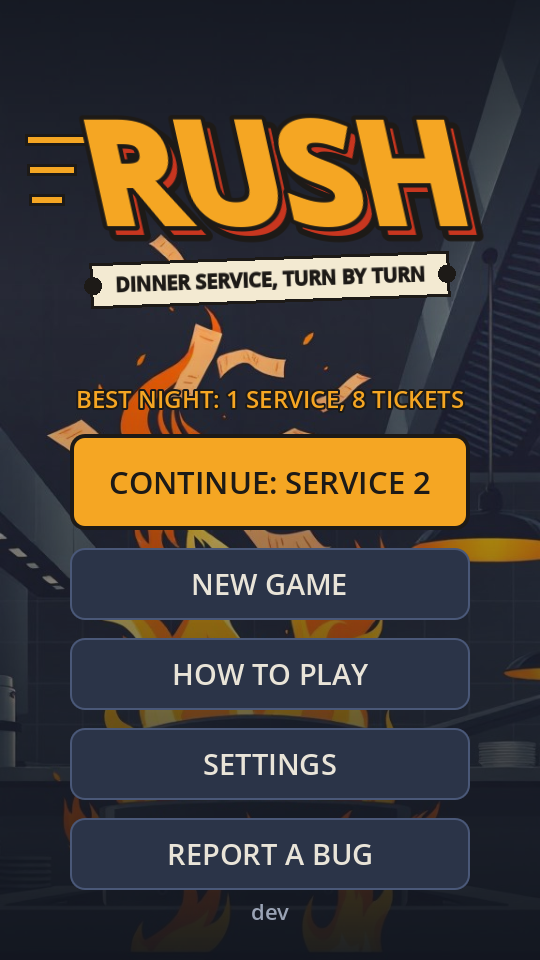 RUSH
DINNER SERVICE, TURN BY TURN
BEST NIGHT: 1 SERVICE, 8 TICKETS
CONTINUE: SERVICE 2
NEW GAME
HOW TO PLAY
SETTINGS
REPORT A BUG
dev